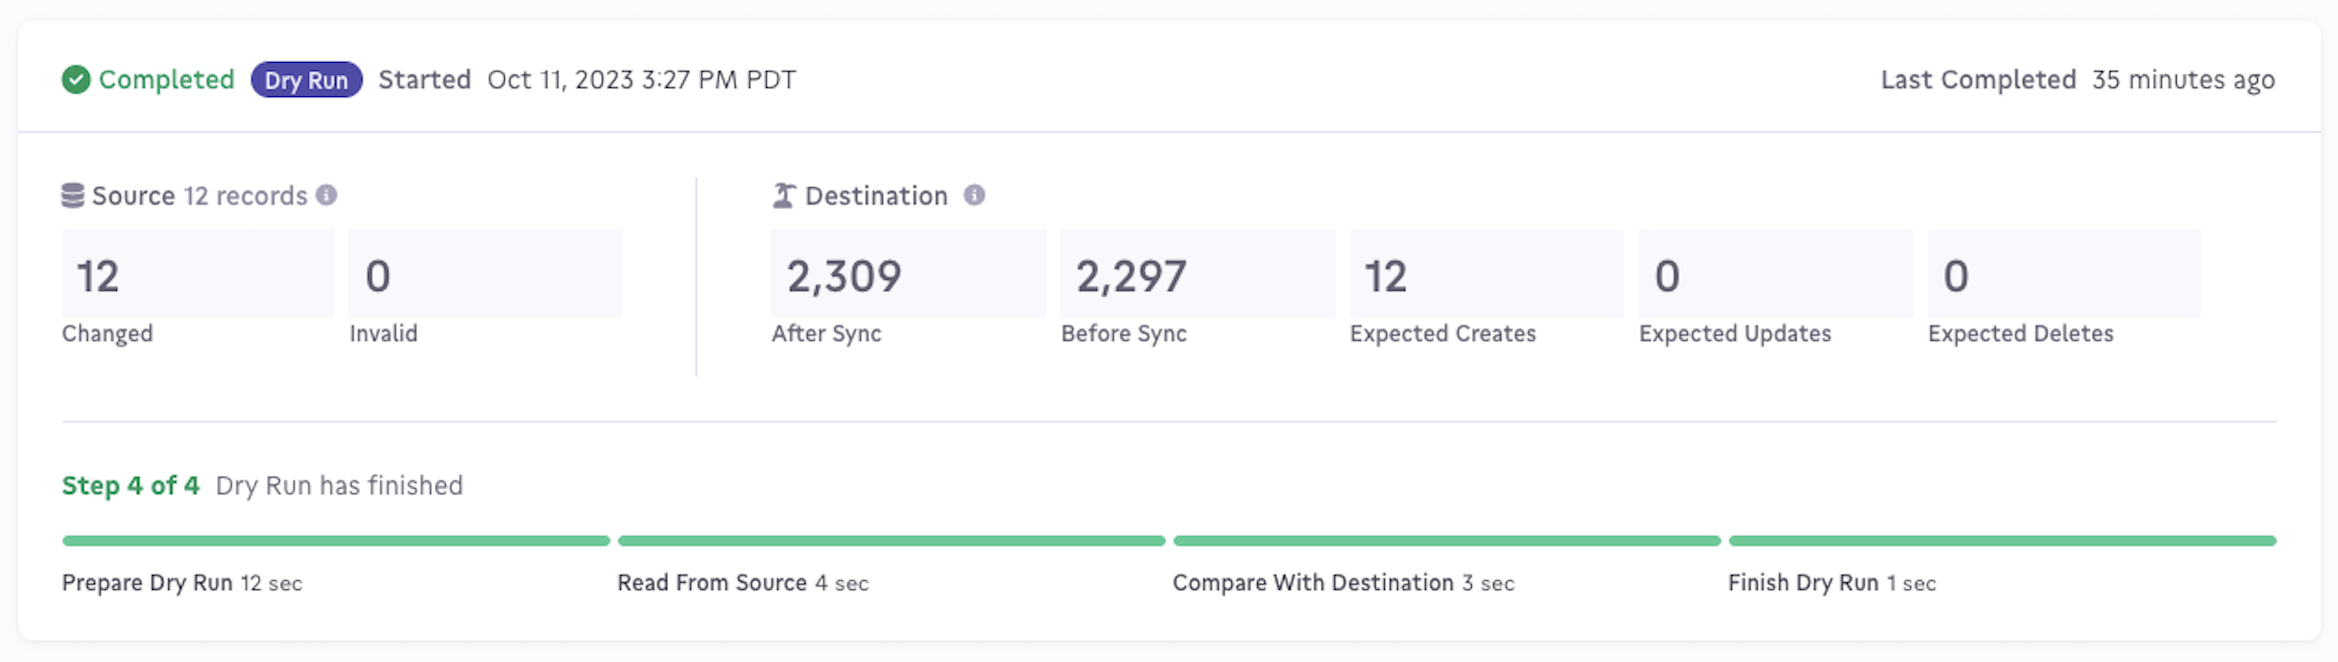 Completed Dry Run Started Oct 11, 2023 3:27 PM PDT Last Completed 35 minutes ago
Source 12 records
12 0
Changed Invalid
Destination
2,309 2,297 12 0 0
After Sync Before Sync Expected Creates Expected Updates Expected Deletes
Step 4 of 4 Dry Run has finished
Prepare Dry Run 12 sec Read From Source 4 sec Compare With Destination 3 sec Finish Dry Run 1 sec